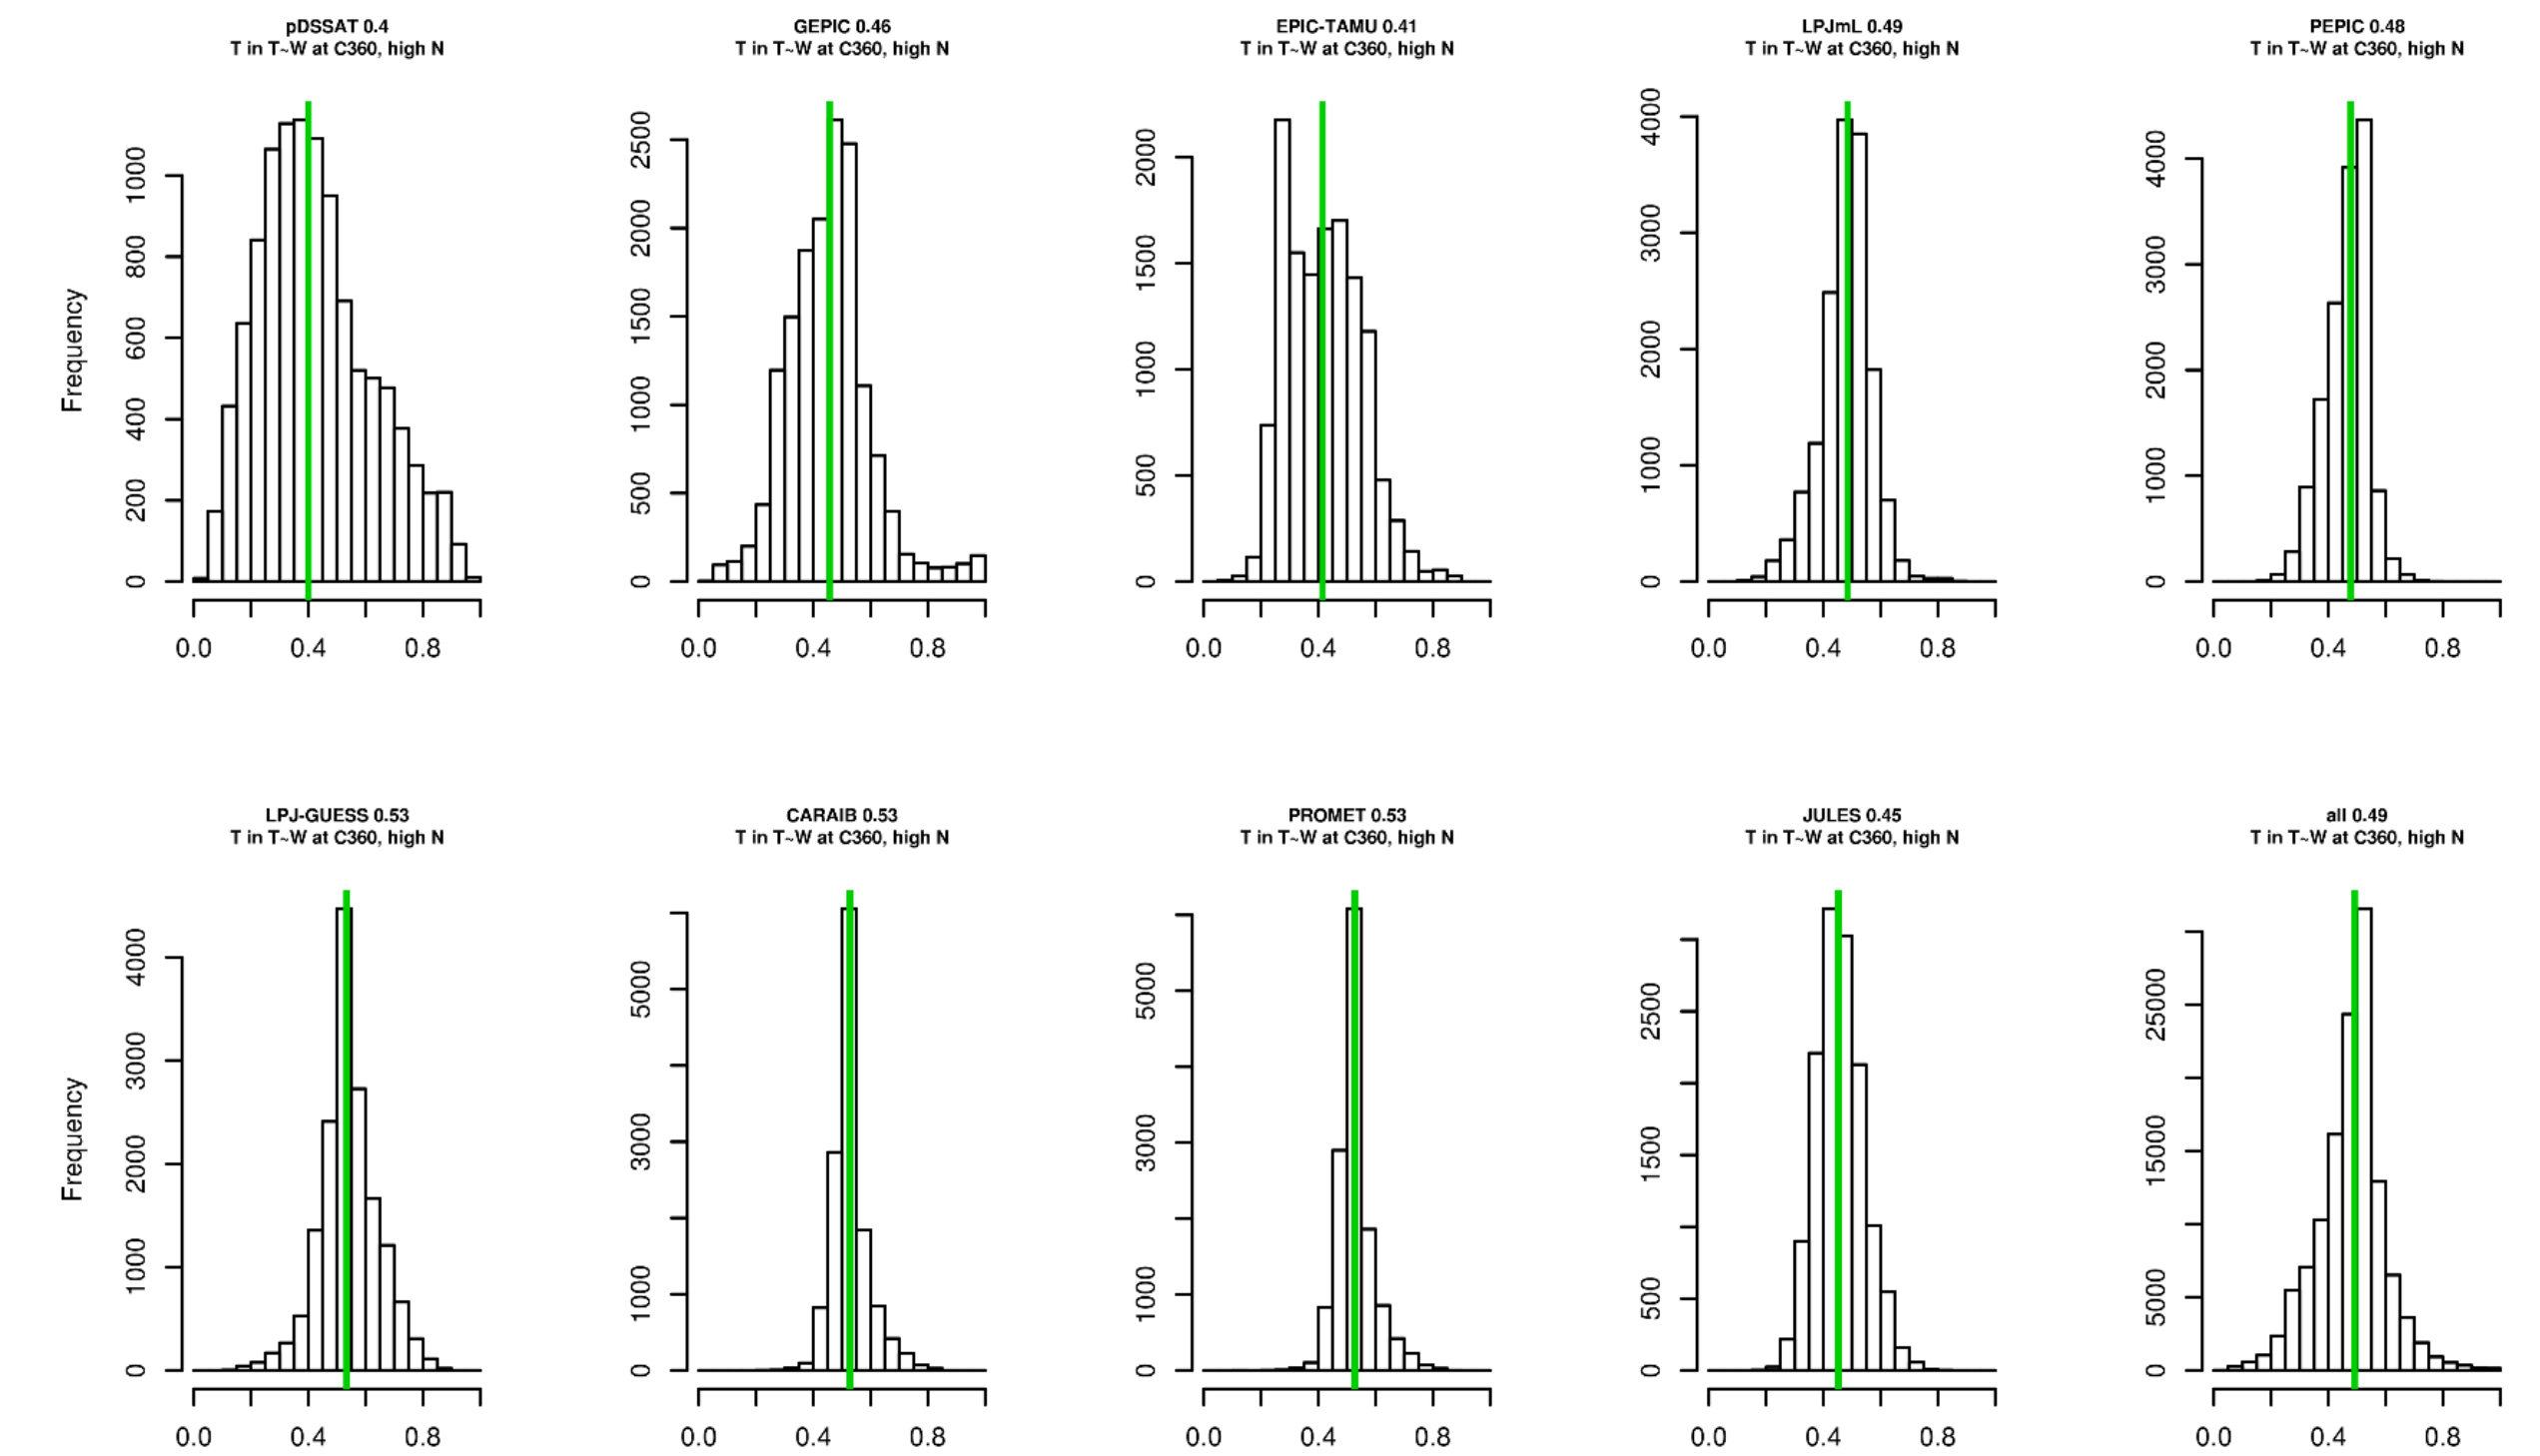 pDSSAT 0.4
T in T~W at C360, high N
GEPIC 0.46
T in T~W at C360, high N
EPIC-TAMU 0.41
T in T~W at C360, high N
LPJmL 0.49
T in T~W at C360, high N
PEPIC 0.48
T in T~W at C360, high N
Frequency
0 200 400 600 800 1000
0.0 0.4 0.8
0 500 1000 1500 2000 2500
0.0 0.4 0.8
0 500 1000 1500 2000
0.0 0.4 0.8
0 1000 2000 3000 4000
0.0 0.4 0.8
0 1000 2000 3000 4000
0.0 0.4 0.8
LPJ-GUESS 0.53
T in T~W at C360, high N
CARAIB 0.53
T in T~W at C360, high N
PROMET 0.53
T in T~W at C360, high N
JULES 0.45
T in T~W at C360, high N
all 0.49
T in T~W at C360, high N
Frequency
0 1000 2000 3000 4000
0.0 0.4 0.8
0 1000 3000 5000
0.0 0.4 0.8
0 1000 3000 5000
0.0 0.4 0.8
0 500 1500 2500
0.0 0.4 0.8
0 5000 15000 25000
0.0 0.4 0.8